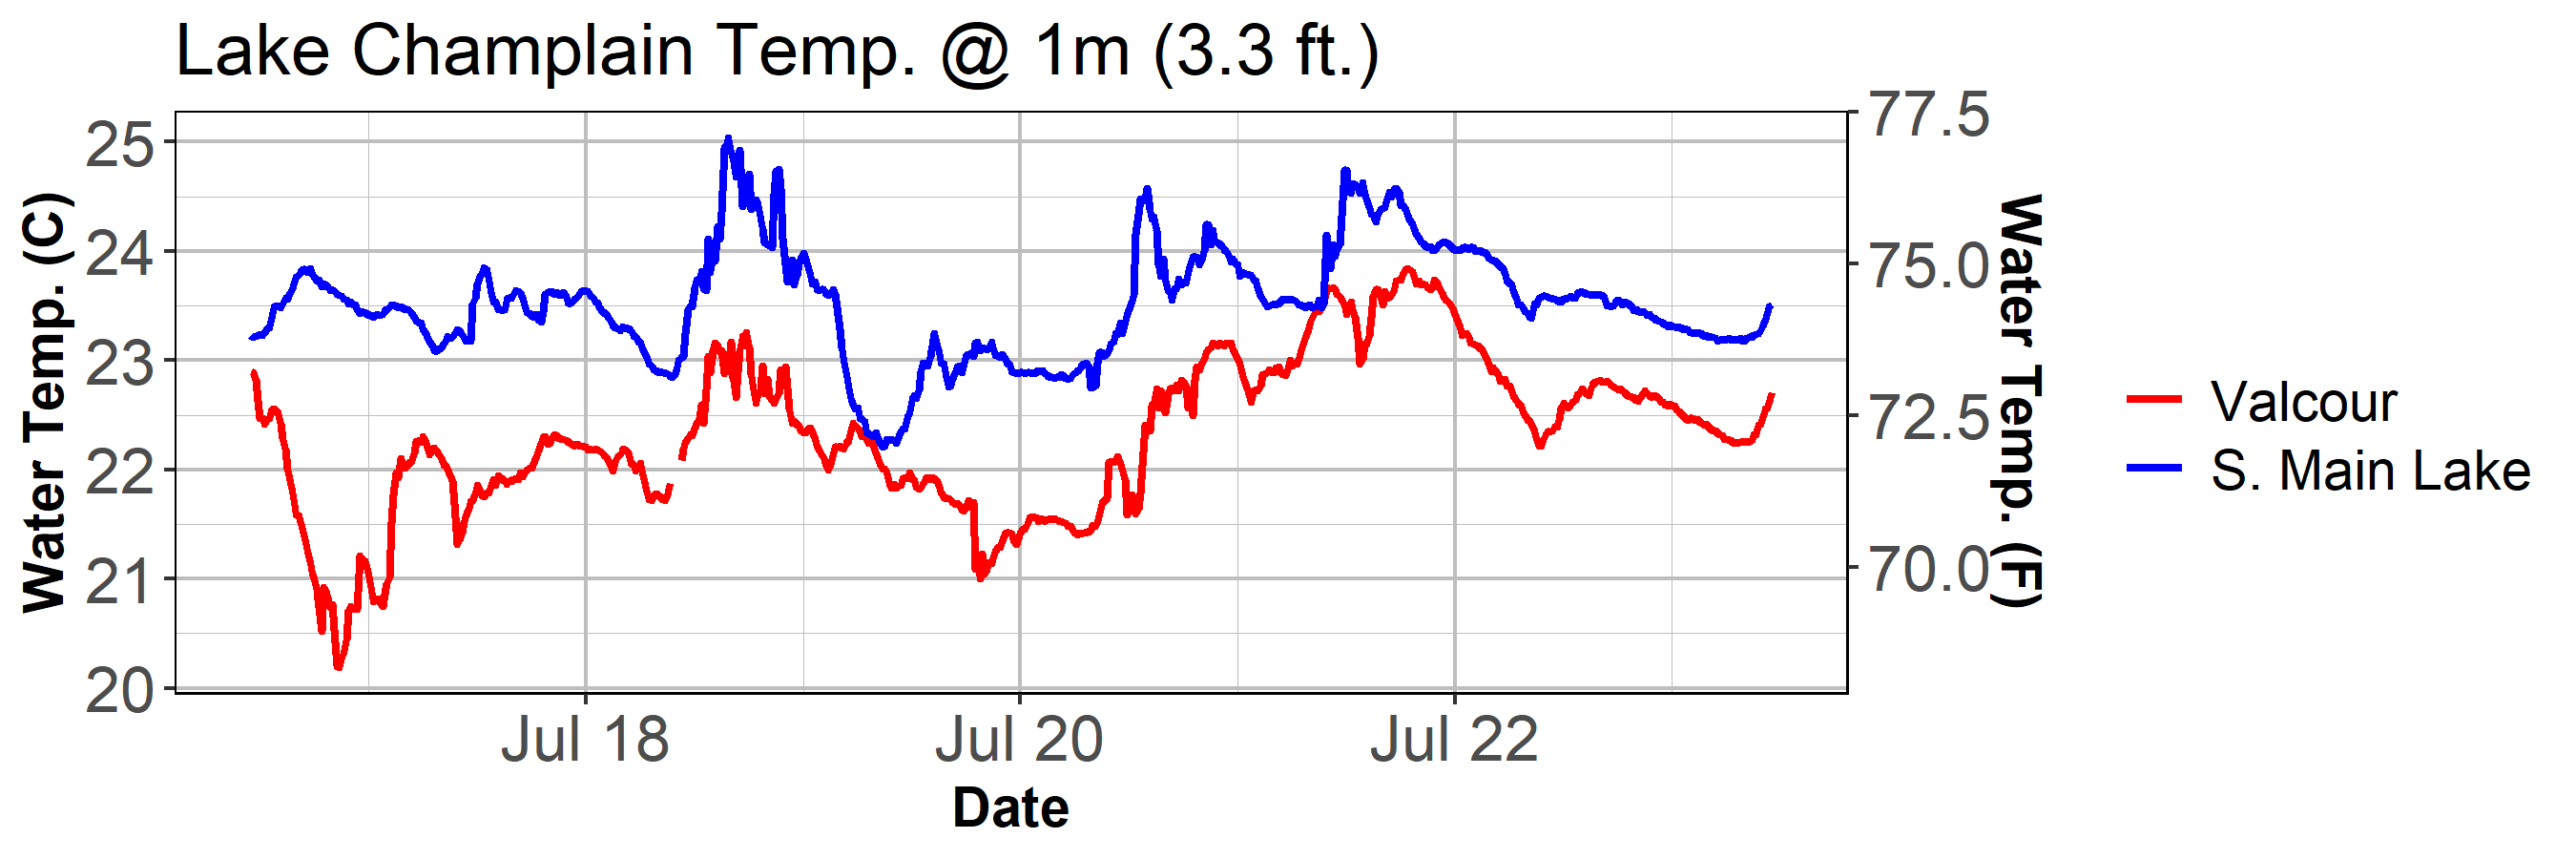 Lake Champlain Temp. @ 1m (3.3 ft.)
Water Temp. (C)
25
24
23
22
21
20
77.5
75.0
72.5
70.0
Water Temp. (F)
Jul 18
Jul 20
Jul 22
Date
Valcour
S. Main Lake